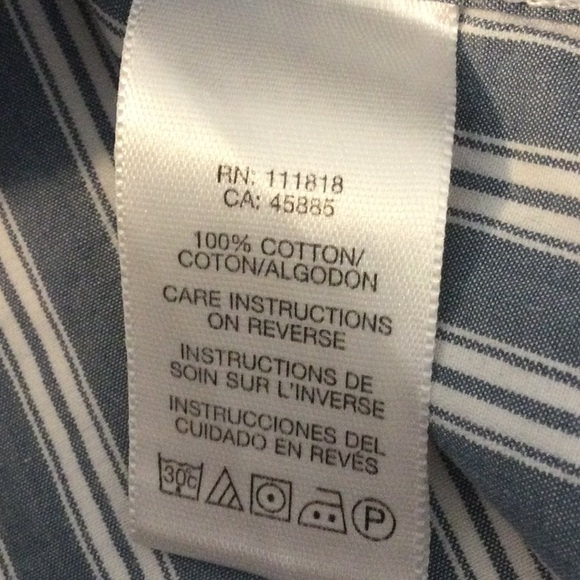 RN: 111818
CA: 45885
100% COTTON/
COTON/ALGODON
CARE INSTRUCTIONS
ON REVERSE
INSTRUCTIONS DE
SOIN SUR L'INVERSE
INSTRUCCIONES DEL
CUIDADO EN REVÉS
30c P